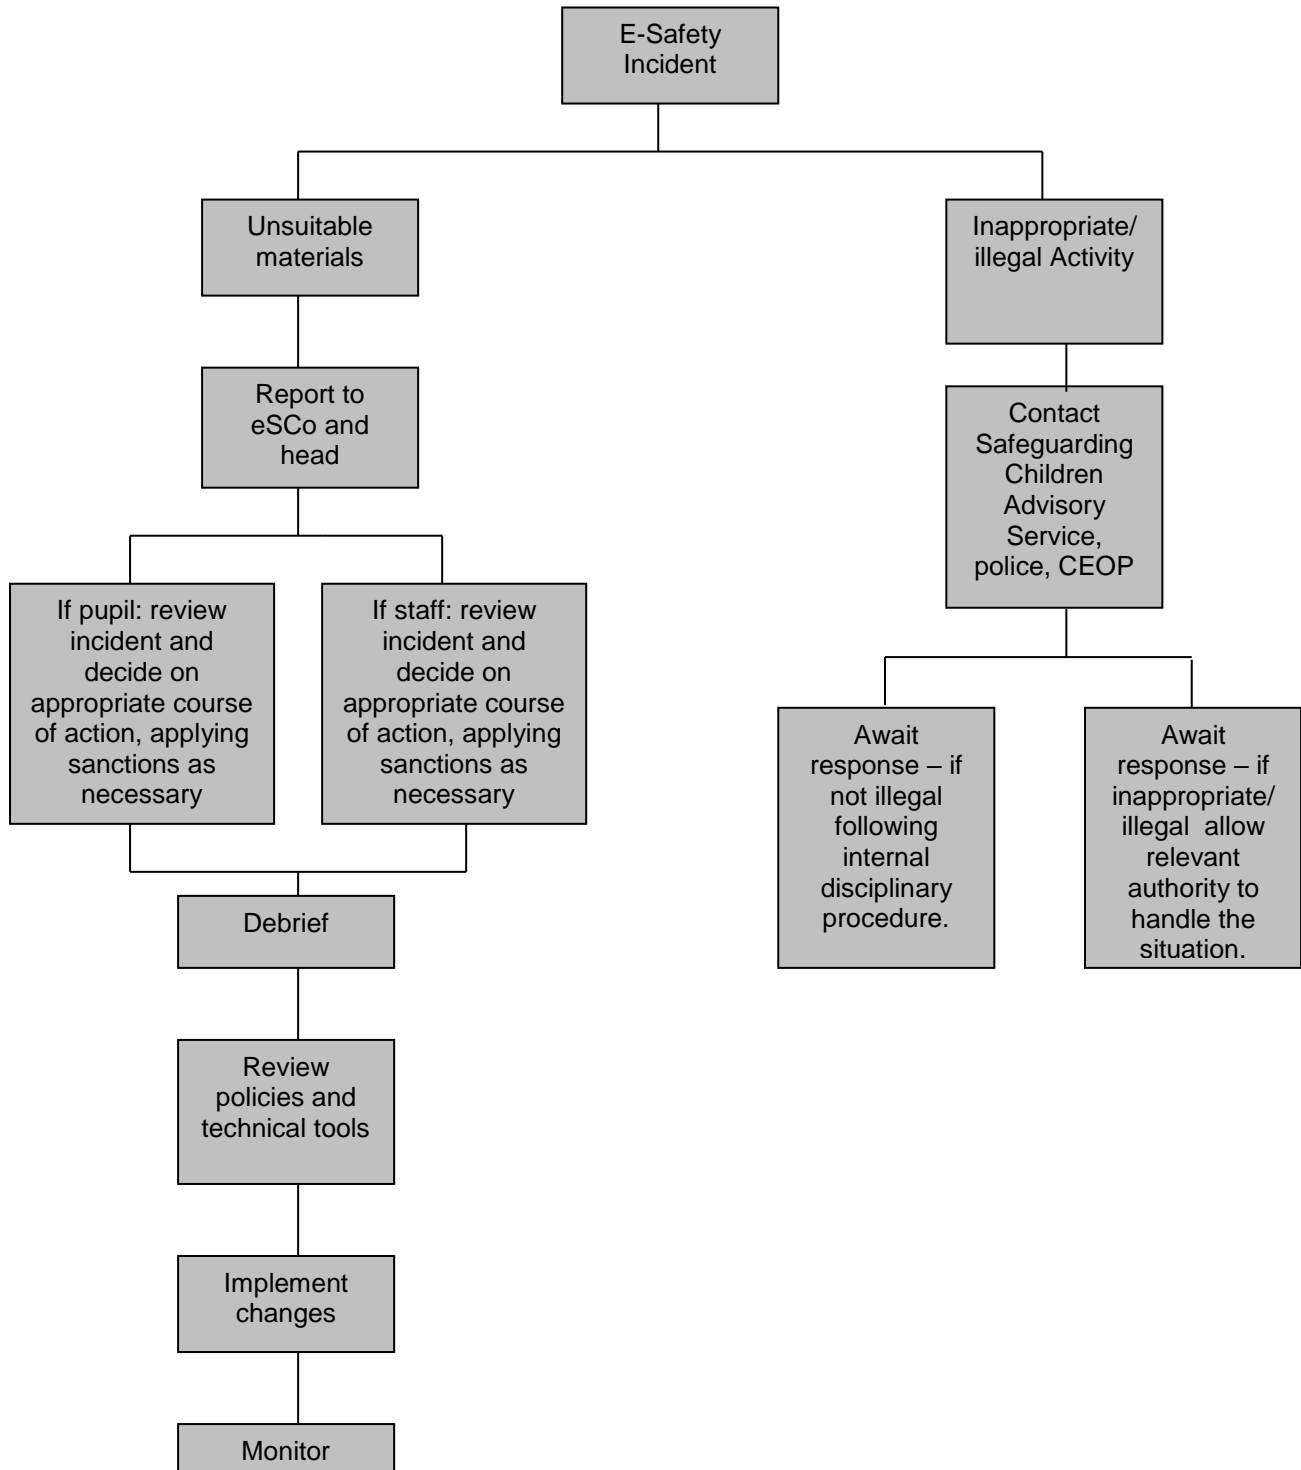 E-Safety
Incident
Unsuitable
materials
Inappropriate/
illegal Activity
Report to
eSCo and
head
Contact
Safeguarding
Children
Advisory
Service,
police, CEOP
If pupil: review
incident and
decide on
appropriate course
of action, applying
sanctions as
necessary
If staff: review
incident and
decide on
appropriate course
of action, applying
sanctions as
necessary
Await
response – if
not illegal
following
internal
disciplinary
procedure.
Await
response – if
inappropriate/
illegal  allow
relevant
authority to
handle the
situation.
Debrief
Review
policies and
technical tools
Implement
changes
Monitor